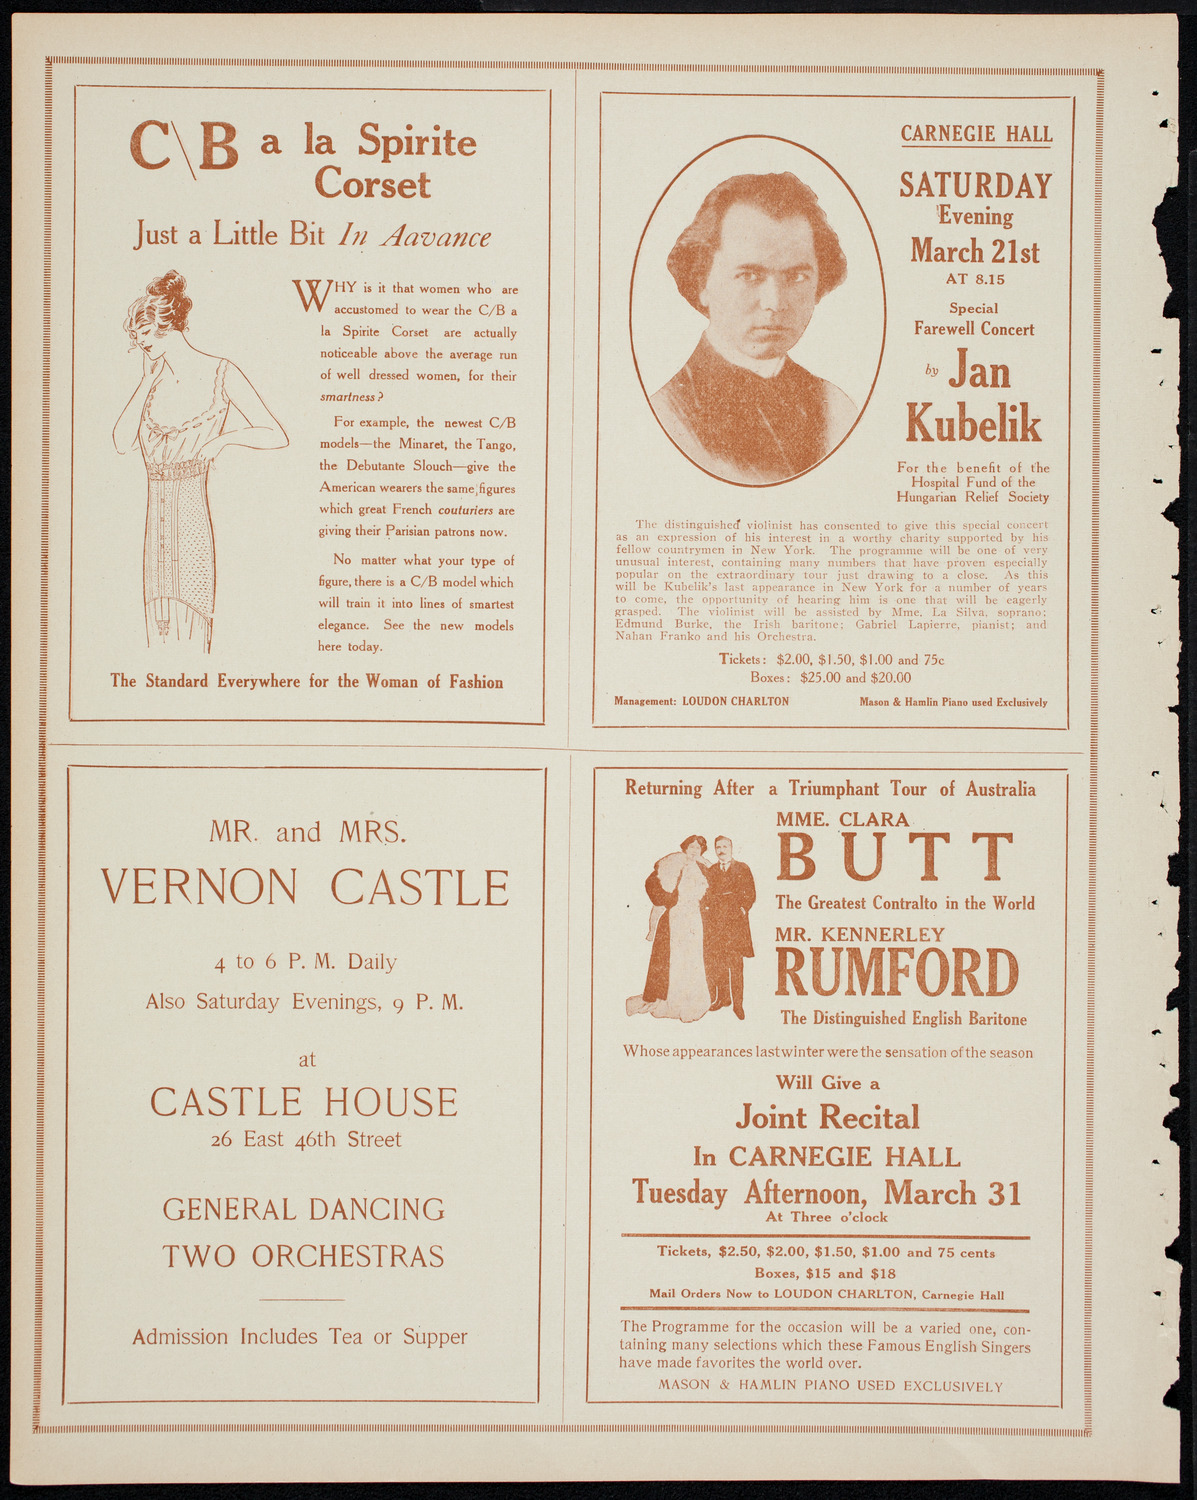 C\B a la Spirite
Corset
Just a Little Bit In Aavance
WHY is it that women who are
accustomed to wear the C/B a
la Spirite Corset are actually
noticeable above the average run
of well dressed women, for their
smartness?
For example, the newest C/B
models—the Minaret, the Tango,
the Debutante Slouch—give the
American wearers the same figures
which great French couturiers are
giving their Parisian patrons now.
No matter what your type of
figure, there is a C/B model which
will train it into lines of smartest
elegance. See the new models
here today.
The Standard Everywhere for the Woman of Fashion
CARNEGIE HALL
SATURDAY
Evening
March 21st
AT 8.15
Special
Farewell Concert
by Jan
Kubelik
For the benefit of the
Hospital Fund of the
Hungarian Relief Society
The distinguished violinist has consented to give this special concert
as an expression of his interest in a worthy charity supported by his
fellow countrymen in New York. The programme will be one of very
unusual interest, containing many numbers that have proven especially
popular on the extraordinary tour just drawing to a close. As this
will be Kubelik's last appearance in New York for a number of years
to come, the opportunity of hearing him is one that will be eagerly
grasped. The violinist will be assisted by Mme. La Silva, soprano;
Edmund Burke, the Irish baritone; Gabriel Lapierre, pianist; and
Nahan Franko and his Orchestra.
Tickets: $2.00, $1.50, $1.00 and 75c
Boxes: $25.00 and $20.00
Management: LOUDON CHARLTON Mason & Hamlin Piano used Exclusively
MR. and MRS.
VERNON CASTLE
4 to 6 P. M. Daily
Also Saturday Evenings, 9 P. M.
at
CASTLE HOUSE
26 East 46th Street
GENERAL DANCING
TWO ORCHESTRAS
Admission Includes Tea or Supper
Returning After a Triumphant Tour of Australia
MME. CLARA
BUTT
The Greatest Contralto in the World
MR. KENNERLEY
RUMFORD
The Distinguished English Baritone
Whose appearances last winter were the sensation of the season
Will Give a
Joint Recital
In CARNEGIE HALL
Tuesday Afternoon, March 31
At Three o'clock
Tickets, $2.50, $2.00, $1.50, $1.00 and 75 cents
Boxes, $15 and $18
Mail Orders Now to LOUDON CHARLTON, Carnegie Hall
The Programme for the occasion will be a varied one, con-
taining many selections which these Famous English Singers
have made favorites the world over.
MASON & HAMLIN PIANO USED EXCLUSIVELY